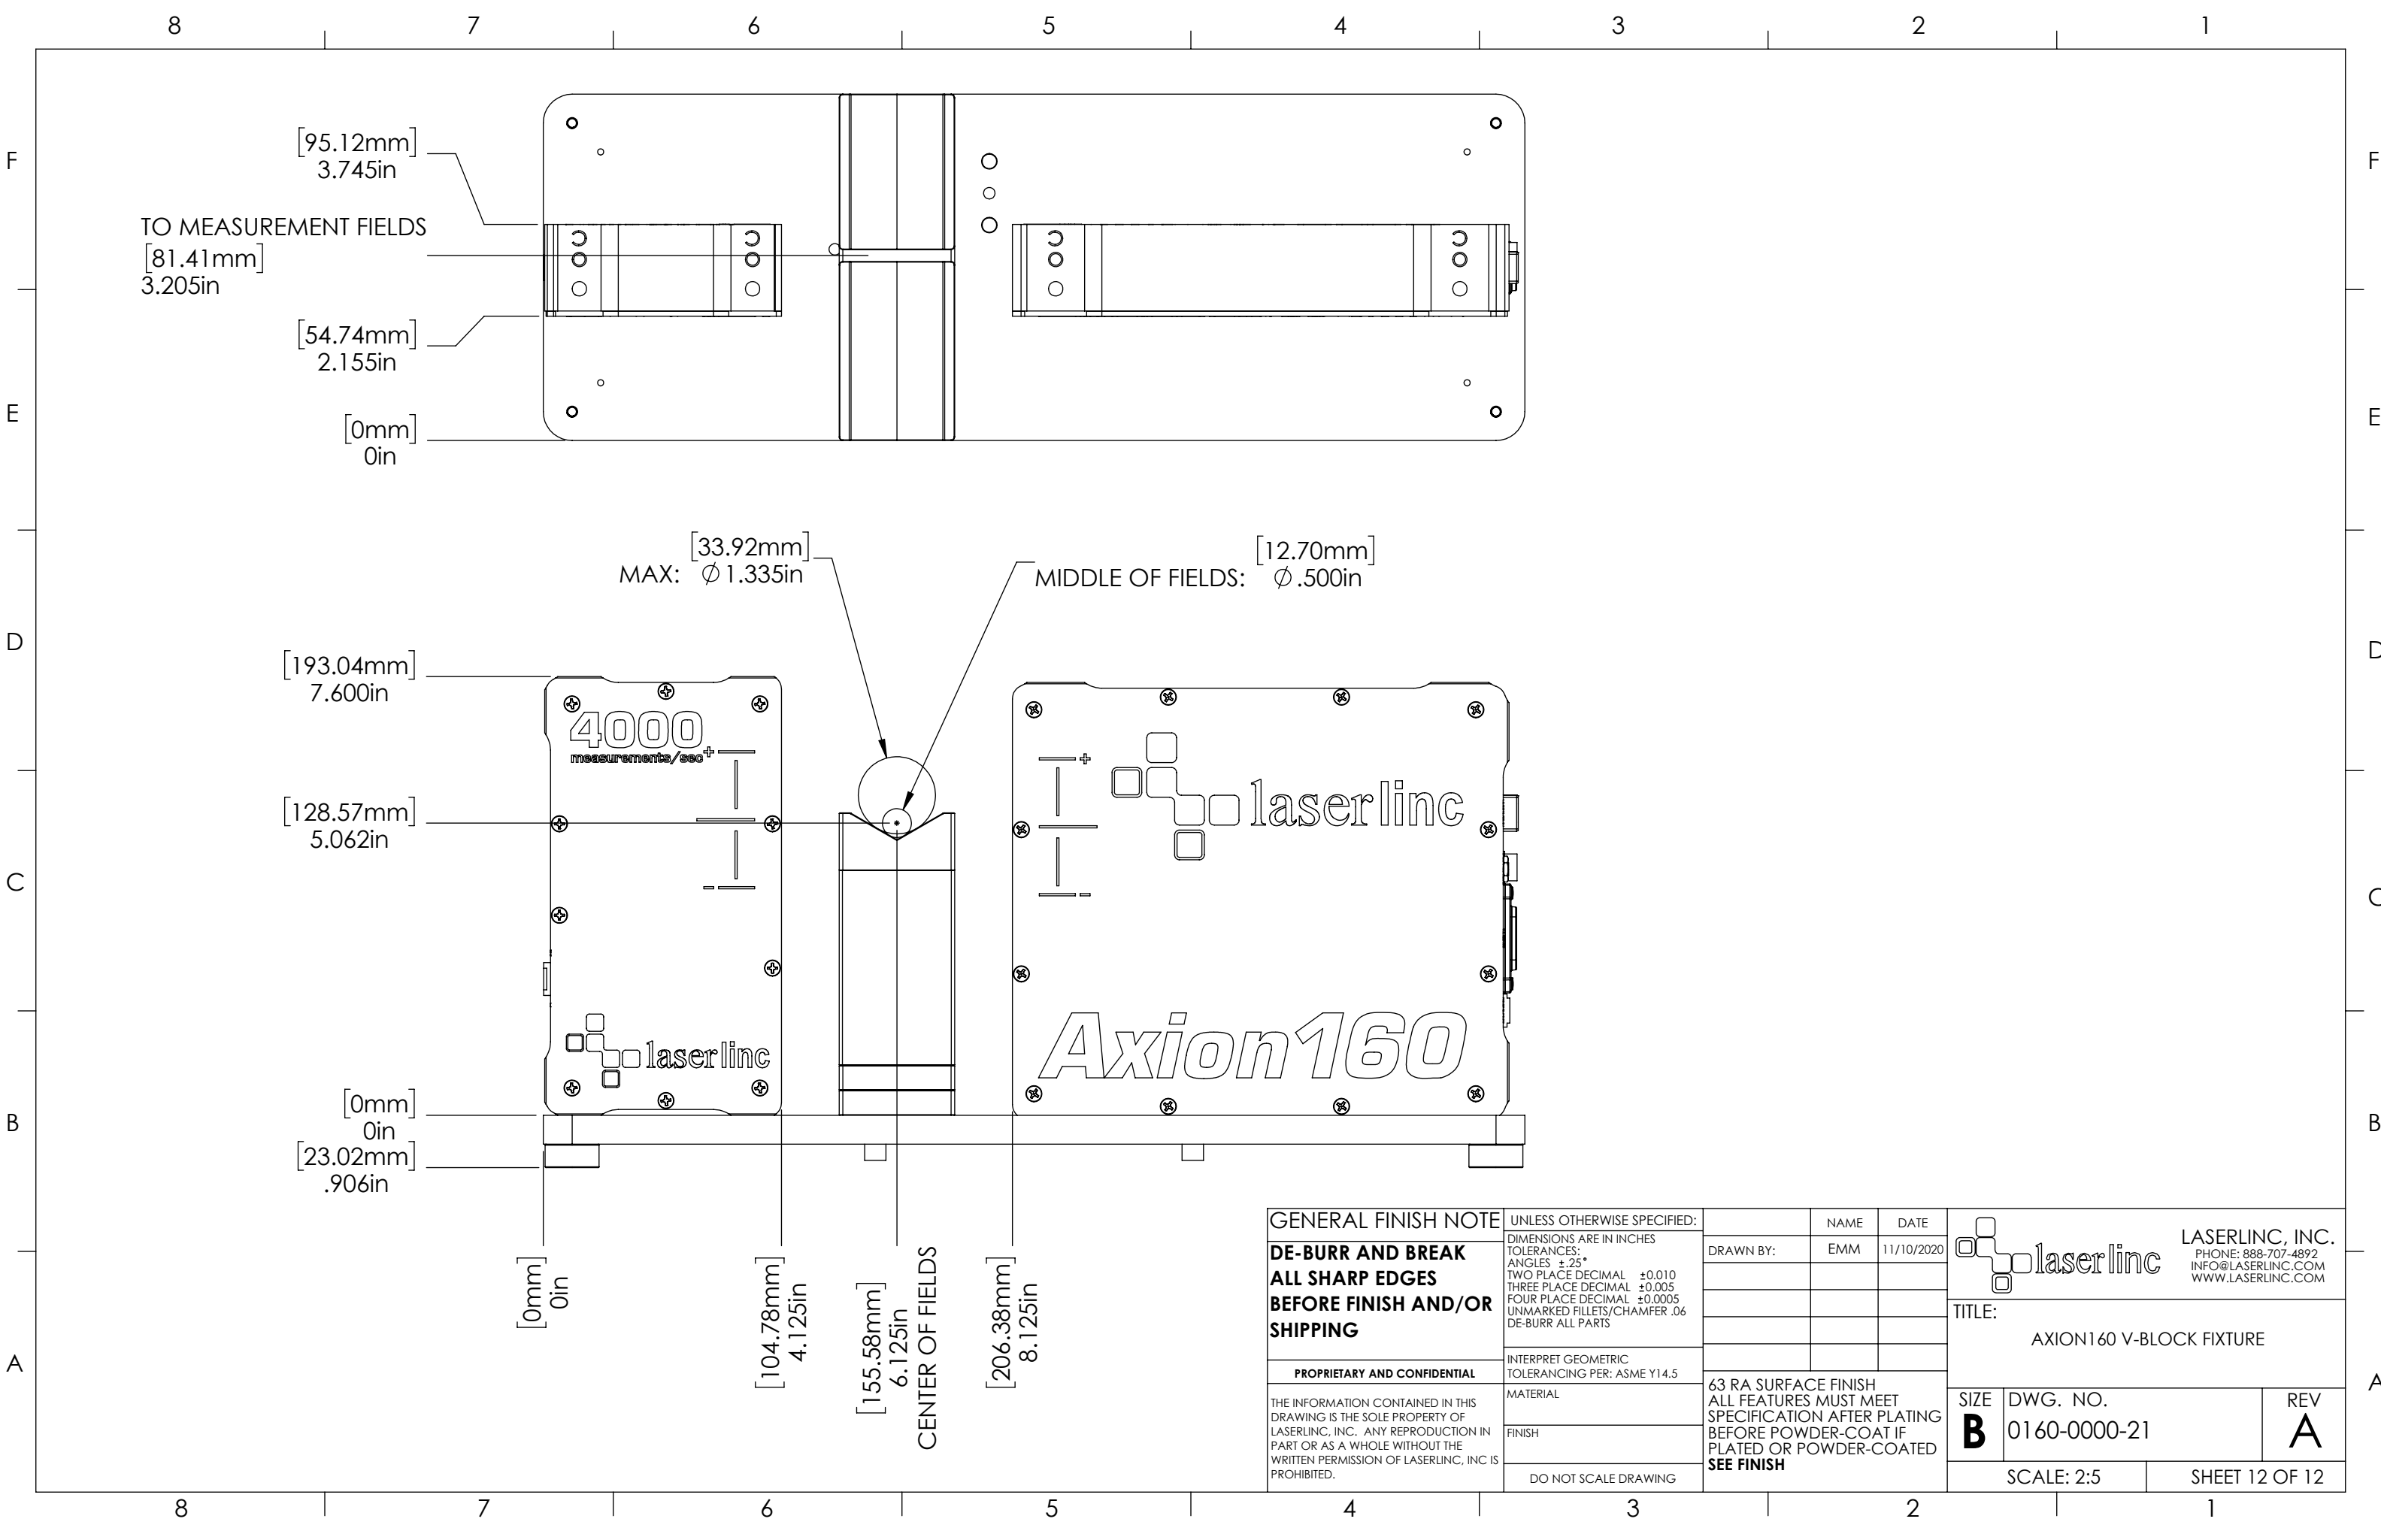 8 7 6 5 4 3 2 1
F
F
E
E
D
D
C
C
B
B
A
A
[95.12mm]
3.745in
TO MEASUREMENT FIELDS
[81.41mm]
3.205in
[54.74mm]
2.155in
[0mm]
0in
[33.92mm]
MAX: ∅1.335in
[12.70mm]
MIDDLE OF FIELDS: ∅.500in
[193.04mm]
7.600in
[128.57mm]
5.062in
[0mm]
0in
[23.02mm]
.906in
4000
measurements/sec
+
-
laserlinc
+
-
laserlinc
Axion160
[0mm]
0in
[104.78mm]
4.125in
[155.58mm]
6.125in
CENTER OF FIELDS
[206.38mm]
8.125in
GENERAL FINISH NOTE
DE-BURR AND BREAK
ALL SHARP EDGES
BEFORE FINISH AND/OR
SHIPPING
PROPRIETARY AND CONFIDENTIAL
THE INFORMATION CONTAINED IN THIS
DRAWING IS THE SOLE PROPERTY OF
LASERLINC, INC. ANY REPRODUCTION IN
PART OR AS A WHOLE WITHOUT THE
WRITTEN PERMISSION OF LASERLINC, INC IS
PROHIBITED.
UNLESS OTHERWISE SPECIFIED:
DIMENSIONS ARE IN INCHES
TOLERANCES:
ANGLES ±.25°
TWO PLACE DECIMAL ±0.010
THREE PLACE DECIMAL ±0.005
FOUR PLACE DECIMAL ±0.0005
UNMARKED FILLETS/CHAMFER .06
DE-BURR ALL PARTS
INTERPRET GEOMETRIC
TOLERANCING PER: ASME Y14.5
MATERIAL
FINISH
DO NOT SCALE DRAWING
NAME DATE
DRAWN BY: EMM 11/10/2020
63 RA SURFACE FINISH
ALL FEATURES MUST MEET
SPECIFICATION AFTER PLATING
BEFORE POWDER-COAT IF
PLATED OR POWDER-COATED
SEE FINISH
laserlinc
LASERLINC, INC.
PHONE: 888-707-4892
INFO@LASERLINC.COM
WWW.LASERLINC.COM
TITLE:
AXION160 V-BLOCK FIXTURE
SIZE
B
DWG. NO.
0160-0000-21
REV
A
SCALE: 2:5
SHEET 12 OF 12
8 7 6 5 4 3 2 1